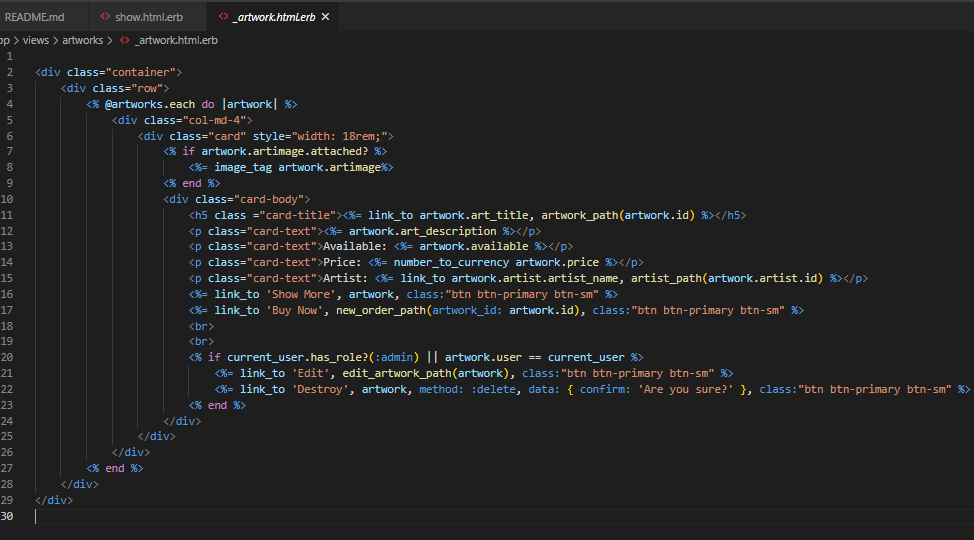 README.md show.html.erb _artwork.html.erb
op > views > artworks > _artwork.html.erb
1
2 <div class="container">
3 <div class="row">
4 <% @artworks.each do |artwork| %>
5 <div class="col-md-4">
6 <div class="card" style="width: 18rem;">
7 <% if artwork.artimage.attached? %>
8 <%= image_tag artwork.artimage%>
9 <% end %>
10 <div class="card-body">
11 <h5 class ="card-title"><%= link_to artwork.art_title, artwork_path(artwork.id) %></h5>
12 <p class="card-text"><%= artwork.art_description %></p>
13 <p class="card-text">Available: <%= artwork.available %></p>
14 <p class="card-text">Price: <%= number_to_currency artwork.price %></p>
15 <p class="card-text">Artist: <%= link_to artwork.artist.artist_name, artist_path(artwork.artist.id) %></p>
16 <%= link_to 'Show More', artwork, class:"btn btn-primary btn-sm" %>
17 <%= link_to 'Buy Now', new_order_path(artwork_id: artwork.id), class:"btn btn-primary btn-sm" %>
18 <br>
19 <br>
20 <% if current_user.has_role?(:admin) || artwork.user == current_user %>
21 <%= link_to 'Edit', edit_artwork_path(artwork), class:"btn btn-primary btn-sm" %>
22 <%= link_to 'Destroy', artwork, method: :delete, data: { confirm: 'Are you sure?' }, class:"btn btn-primary btn-sm" %>
23 <% end %>
24 </div>
25 </div>
26 </div>
27 <% end %>
28 </div>
29 </div>
30